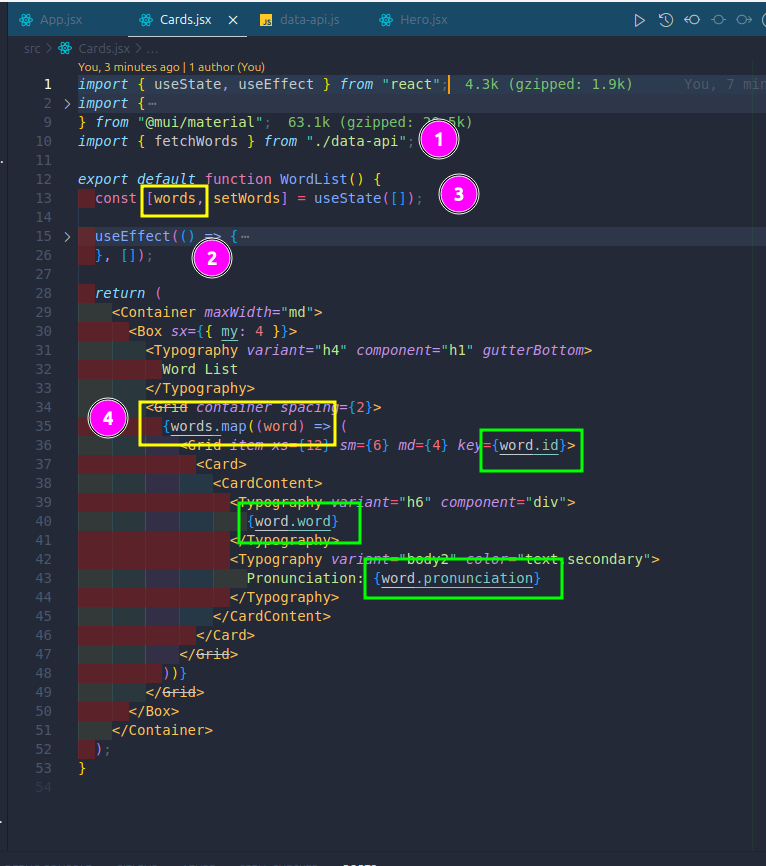 App.jsx Cards.jsx JS data-api.js Hero.jsx
src > Cards.jsx > ...
You, 3 minutes ago | 1 author (You)
1 import { useState, useEffect } from "react"; 4.3k (gzipped: 1.9k) You, 7 min
2 import {
9 } from "@mui/material"; 63.1k (gzipped:
10 import { fetchWords } from "./data-api"; 1
11
12 export default function WordList() {
13 const [words, setWords] = useState([]); 3
14
15 useEffect(() => {
26 }, []); 2
27
28 return (
29 <Container maxWidth="md">
30 <Box sx={{ my: 4 }}>
31 <Typography variant="h4" component="h1" gutterBottom>
32 Word List
33 </Typography>
34 <Grid container spacing={2}>
4
35 {words.map((word) => (
36 <Grid item xs={12} sm={6} md={4} key={word.id}>
37 <Card>
38 <CardContent>
39 <Typography variant="h6" component="div">
40 {word.word}
41 </Typography>
42 <Typography variant="body2" color="text.secondary">
43 Pronunciation: {word.pronunciation}
44 </Typography>
45 </CardContent>
46 </Card>
47 </Grid>
48 ))}
49 </Grid>
50 </Box>
51 </Container>
52 );
53 }
54